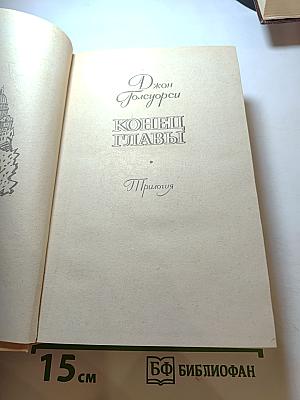 Джон
Голсуорси
КОНЕЦ
ГЛАВЫ
Трилогия
15 см
БФ БИБЛИОФАН